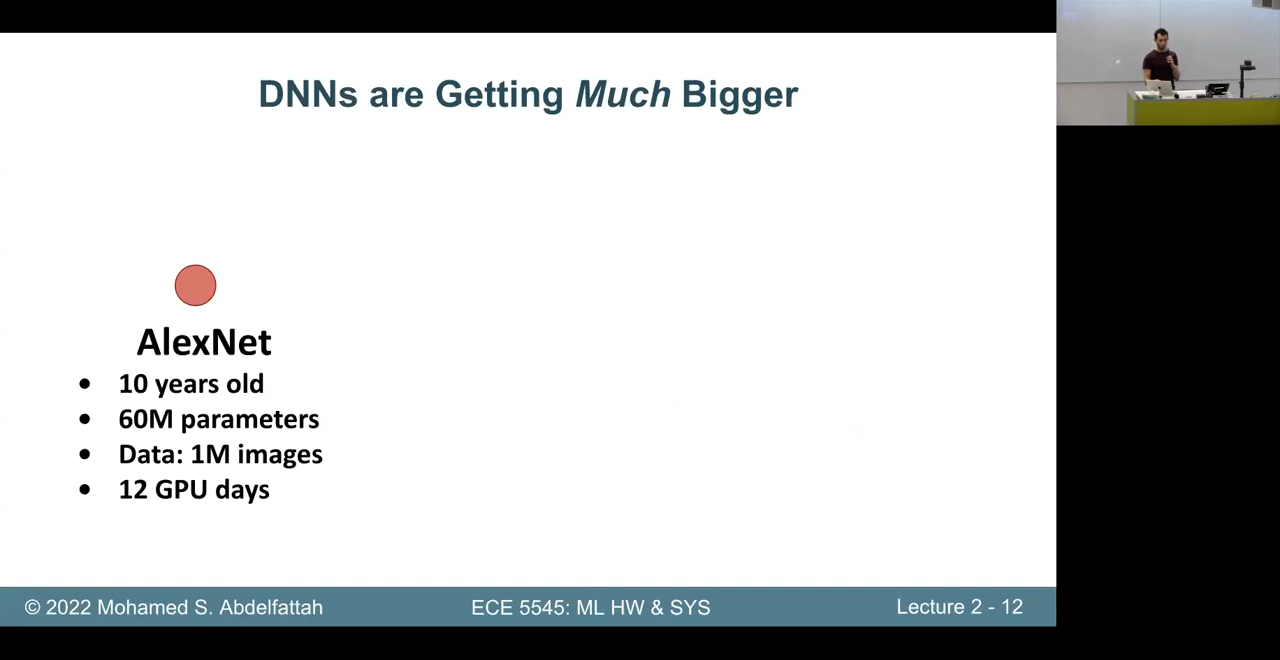 DNNs are Getting Much Bigger
AlexNet
• 10 years old
• 60M parameters
• Data: 1M images
• 12 GPU days
© 2022 Mohamed S. Abdelfattah
ECE 5545: ML HW & SYS
Lecture 2 - 12